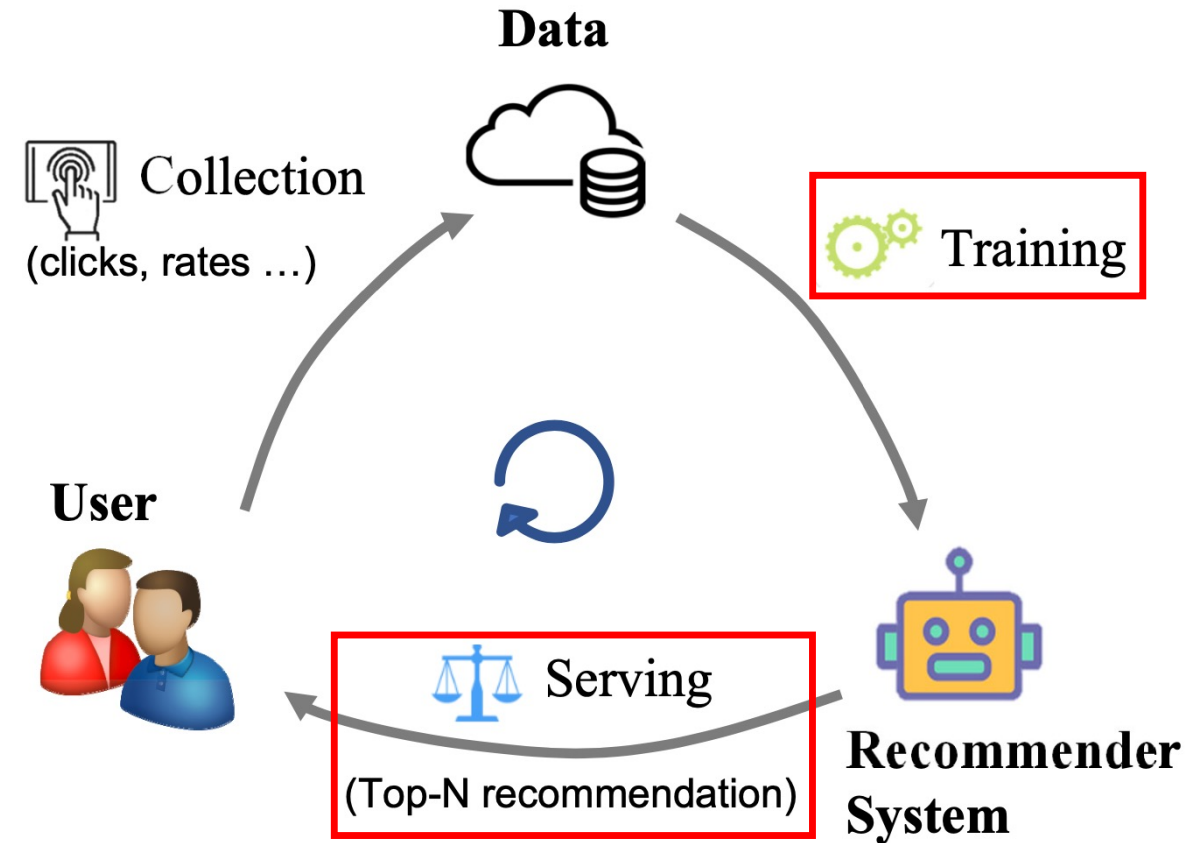 Data
Collection
(clicks, rates …)
Training
User
Serving
(Top-N recommendation)
Recommender
System